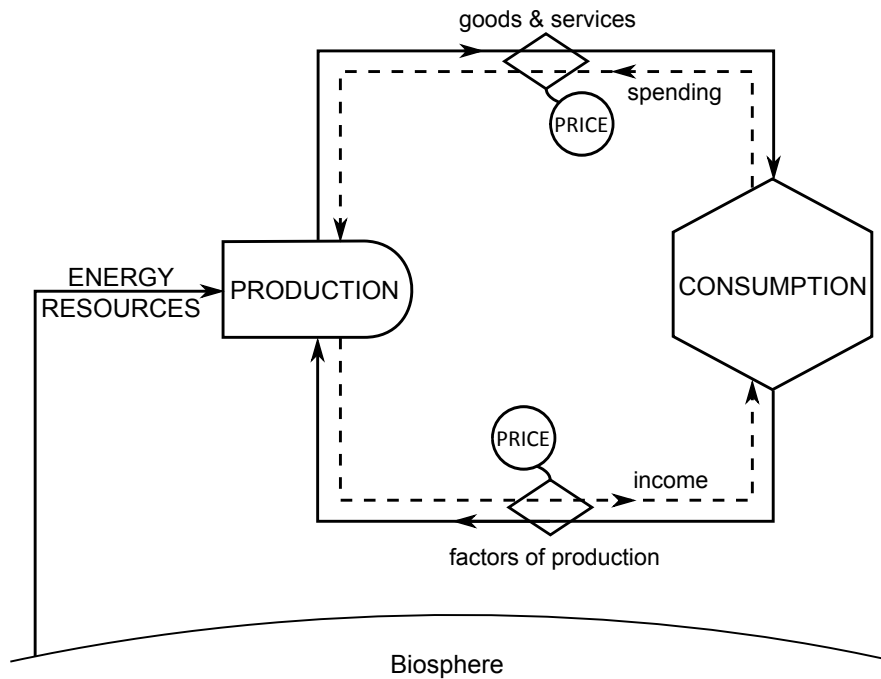 goods & services
spending
PRICE
ENERGY
RESOURCES
PRODUCTION
CONSUMPTION
PRICE
income
factors of production
Biosphere